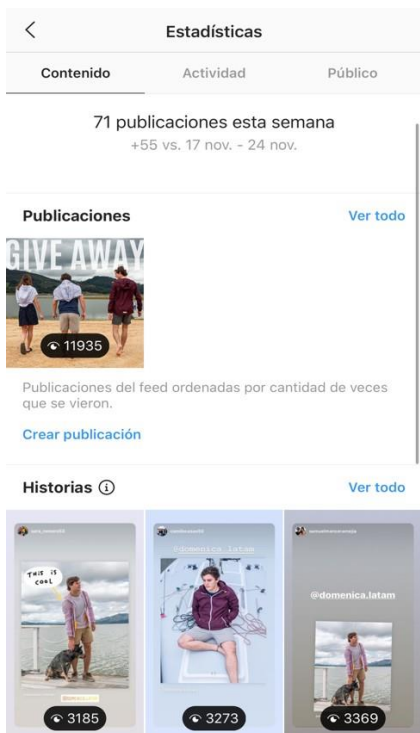 Estadísticas
Contenido Actividad Público
71 publicaciones esta semana
+55 vs. 17 nov. - 24 nov.
Publicaciones Ver todo
GIVE AWAY
11935
Publicaciones del feed ordenadas por cantidad de veces
que se vieron.
Crear publicación
Historias Ver todo
@domenica.latam
THIS IS
COOL
@domenica.latam
3185 3273 3369